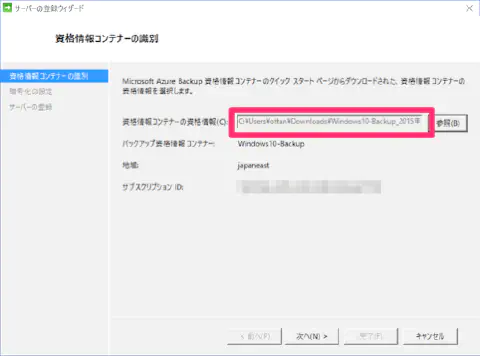 サーバーの登録ウィザード
資格情報コンテナーの識別
資格情報コンテナーの識別
暗号化の設定
サーバーの登録
Microsoft Azure Backup 資格情報コンテナーのクイック スタート ページからダウンロードされた、資格情報コンテナーの
資格情報を選択します。
資格情報コンテナーの資格情報(C): C:¥Users¥ottan¥Downloads¥Windows10-Backup_2015年 参照(B)
バックアップ資格情報コンテナー: Windows10-Backup
地域: japaneast
サブスクリプション ID:
< 前へ(P) 次へ(N) > 完了(F) キャンセル